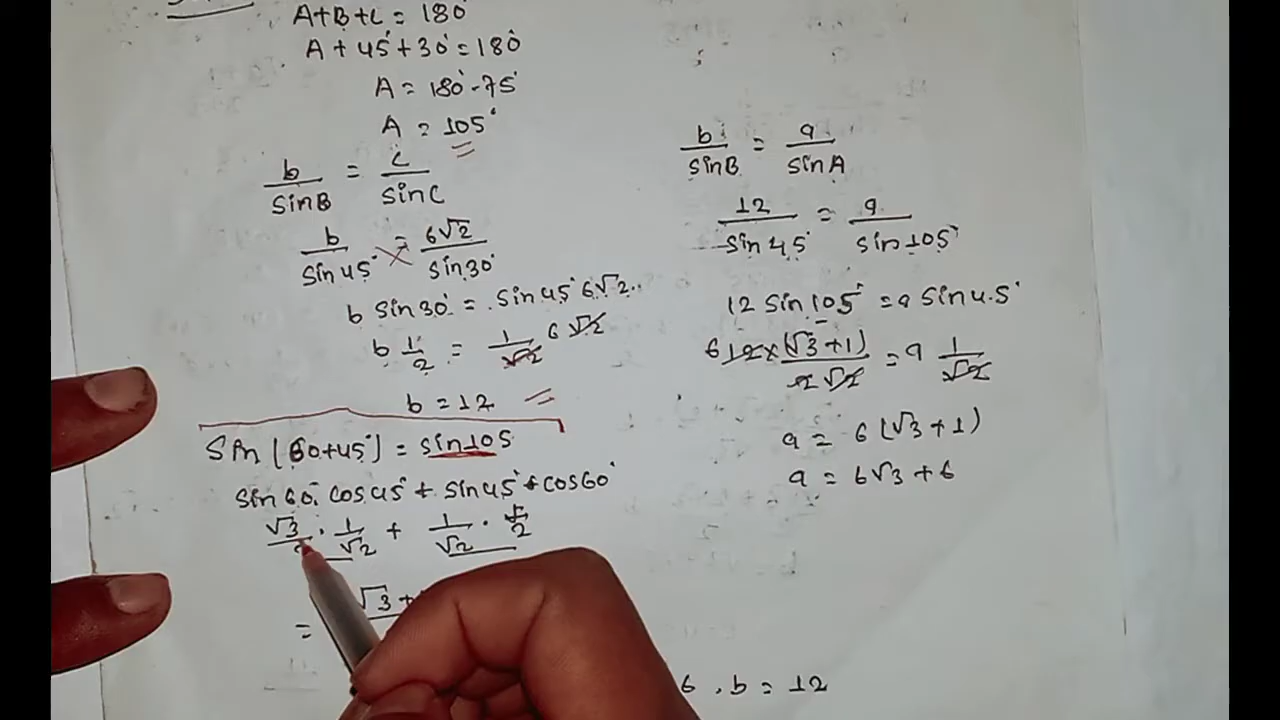 A+B+C = 180°
A + 45° + 30° = 180°
A = 180° - 75°
A = 105°
b/sinB = c/sinC
b/sin45° = 6√2/sin30°
b sin30° = sin45° 6√2
b 1/2 = 1/√2 6√2
b = 12
Sin(60+45°) = sin105
sin60° cos45° + sin45° cos60°
√3/2 · 1/√2 + 1/√2 · 1/2
= √3 +
b/sinB = a/sinA
12/sin45° = a/sin105°
12 sin105° = a sin45°
6 12 × (√3+1)/2√2 = a 1/√2
a = 6(√3+1)
a = 6√3+6
6 , b = 12